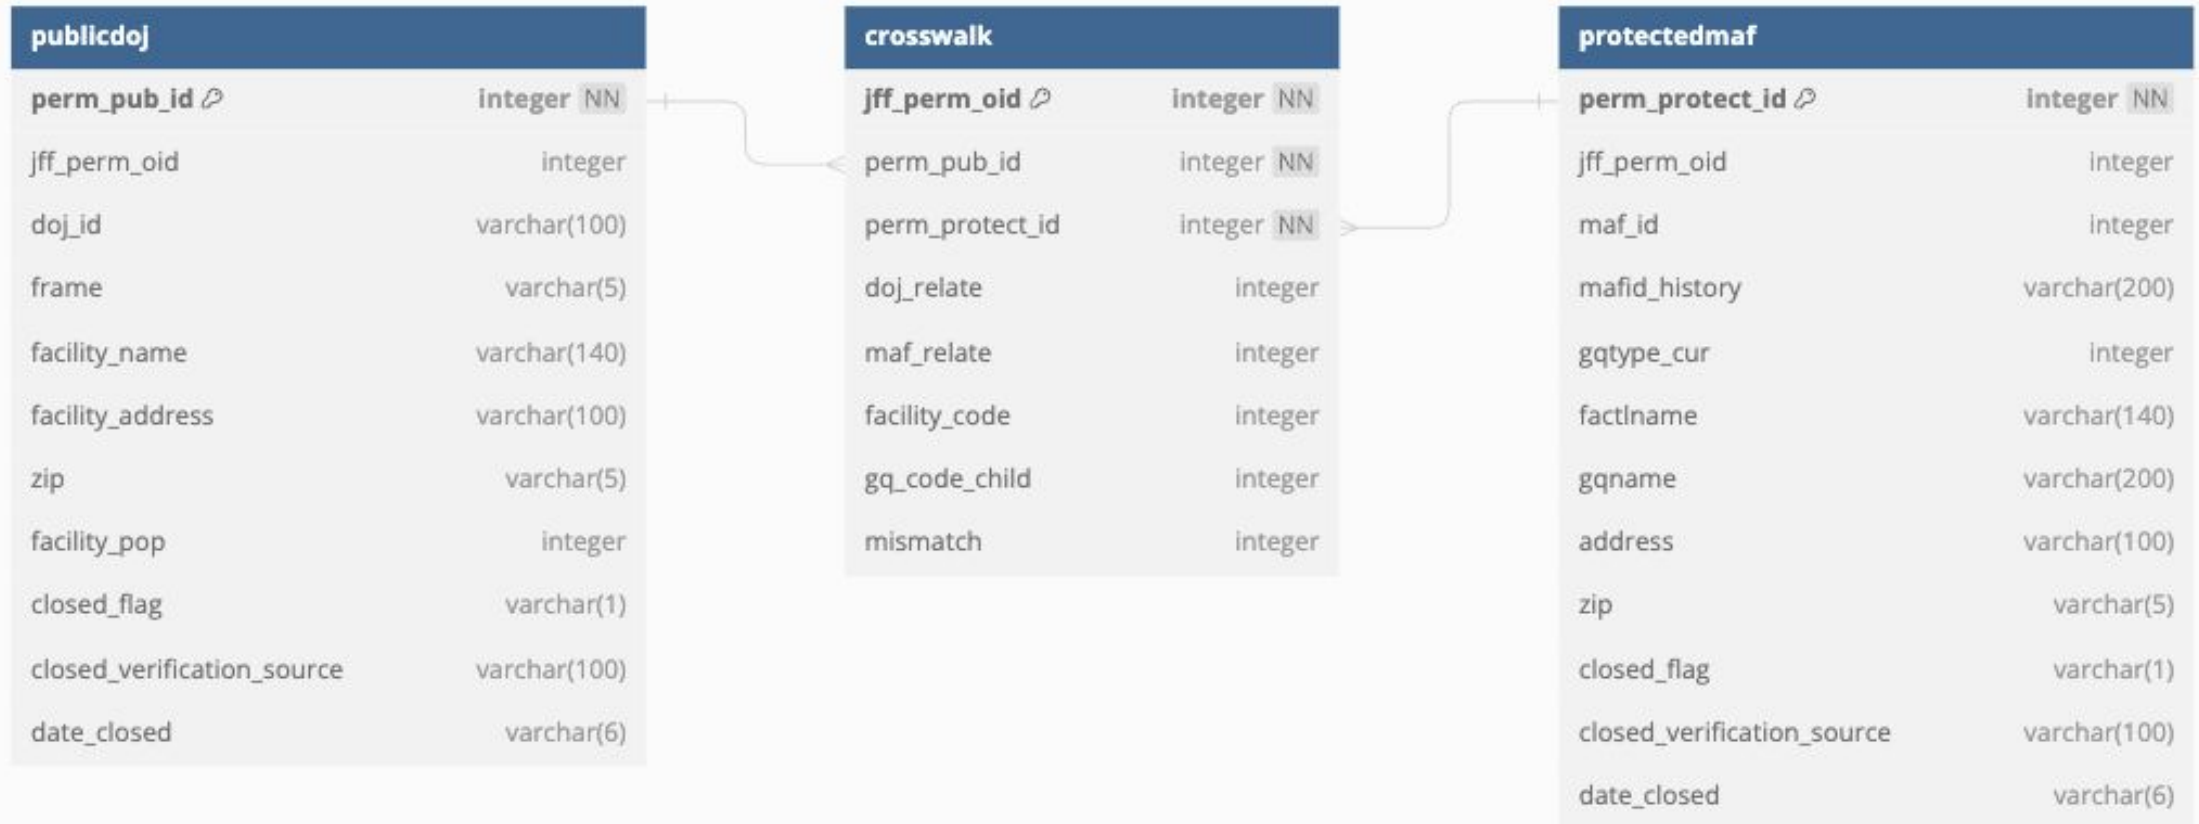 publicdoj
perm_pub_id integer NN
jff_perm_oid integer
doj_id varchar(100)
frame varchar(5)
facility_name varchar(140)
facility_address varchar(100)
zip varchar(5)
facility_pop integer
closed_flag varchar(1)
closed_verification_source varchar(100)
date_closed varchar(6)
crosswalk
jff_perm_oid integer NN
perm_pub_id integer NN
perm_protect_id integer NN
doj_relate integer
maf_relate integer
facility_code integer
gq_code_child integer
mismatch integer
protectedmaf
perm_protect_id integer NN
jff_perm_oid integer
maf_id integer
mafid_history varchar(200)
gqtype_cur integer
factlname varchar(140)
gqname varchar(200)
address varchar(100)
zip varchar(5)
closed_flag varchar(1)
closed_verification_source varchar(100)
date_closed varchar(6)